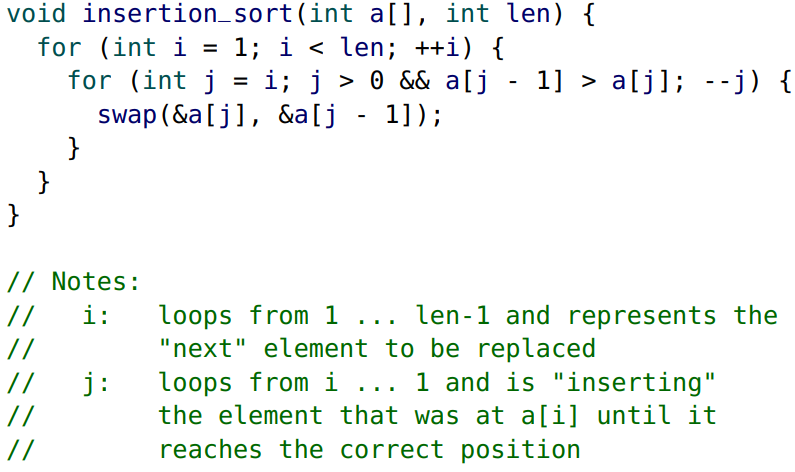 void insertion_sort(int a[], int len) {
  for (int i = 1; i < len; ++i) {
    for (int j = i; j > 0 && a[j - 1] > a[j]; --j) {
      swap(&a[j], &a[j - 1]);
    }
  }
}
// Notes:
//   i:   loops from 1 ... len-1 and represents the
//        "next" element to be replaced
//   j:   loops from i ... 1 and is "inserting"
//        the element that was at a[i] until it
//        reaches the correct position